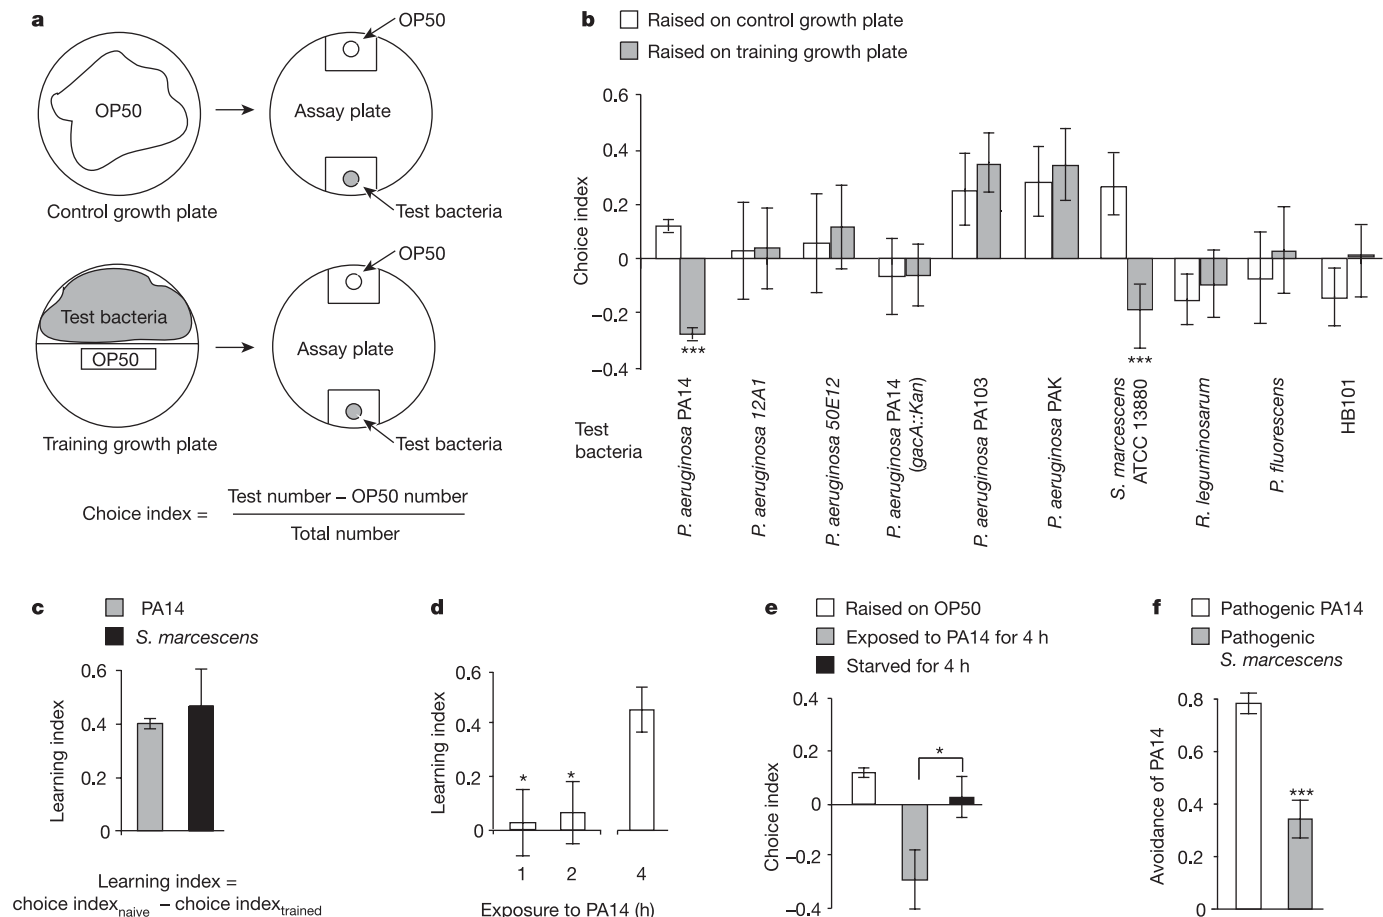 a
OP50
OP50
Assay plate
Control growth plate
Test bacteria
Test bacteria
OP50
OP50
Assay plate
Training growth plate
Test bacteria
Choice index = Test number – OP50 number
Total number
b
Raised on control growth plate
Raised on training growth plate
Choice index
0.6
0.4
0.2
0
–0.2
–0.4
***
***
Test
bacteria
P. aeruginosa PA14
P. aeruginosa 12A1
P. aeruginosa 50E12
P. aeruginosa PA14
(gacA::Kan)
P. aeruginosa PA103
P. aeruginosa PAK
S. marcescens
ATCC 13880
R. leguminosarum
P. fluorescens
HB101
c
PA14
S. marcescens
Learning index
0.6
0.4
0.2
0
Learning index =
choice index naive – choice index trained
d
Learning index
0.6
0.4
0.2
0
*
*
1 2 4
Exposure to PA14 (h)
e
Raised on OP50
Exposed to PA14 for 4 h
Starved for 4 h
Choice index
0.4
0.2
0
–0.2
–0.4
*
f
Pathogenic PA14
Pathogenic
S. marcescens
Avoidance of PA14
0.8
0.6
0.4
0.2
0
***